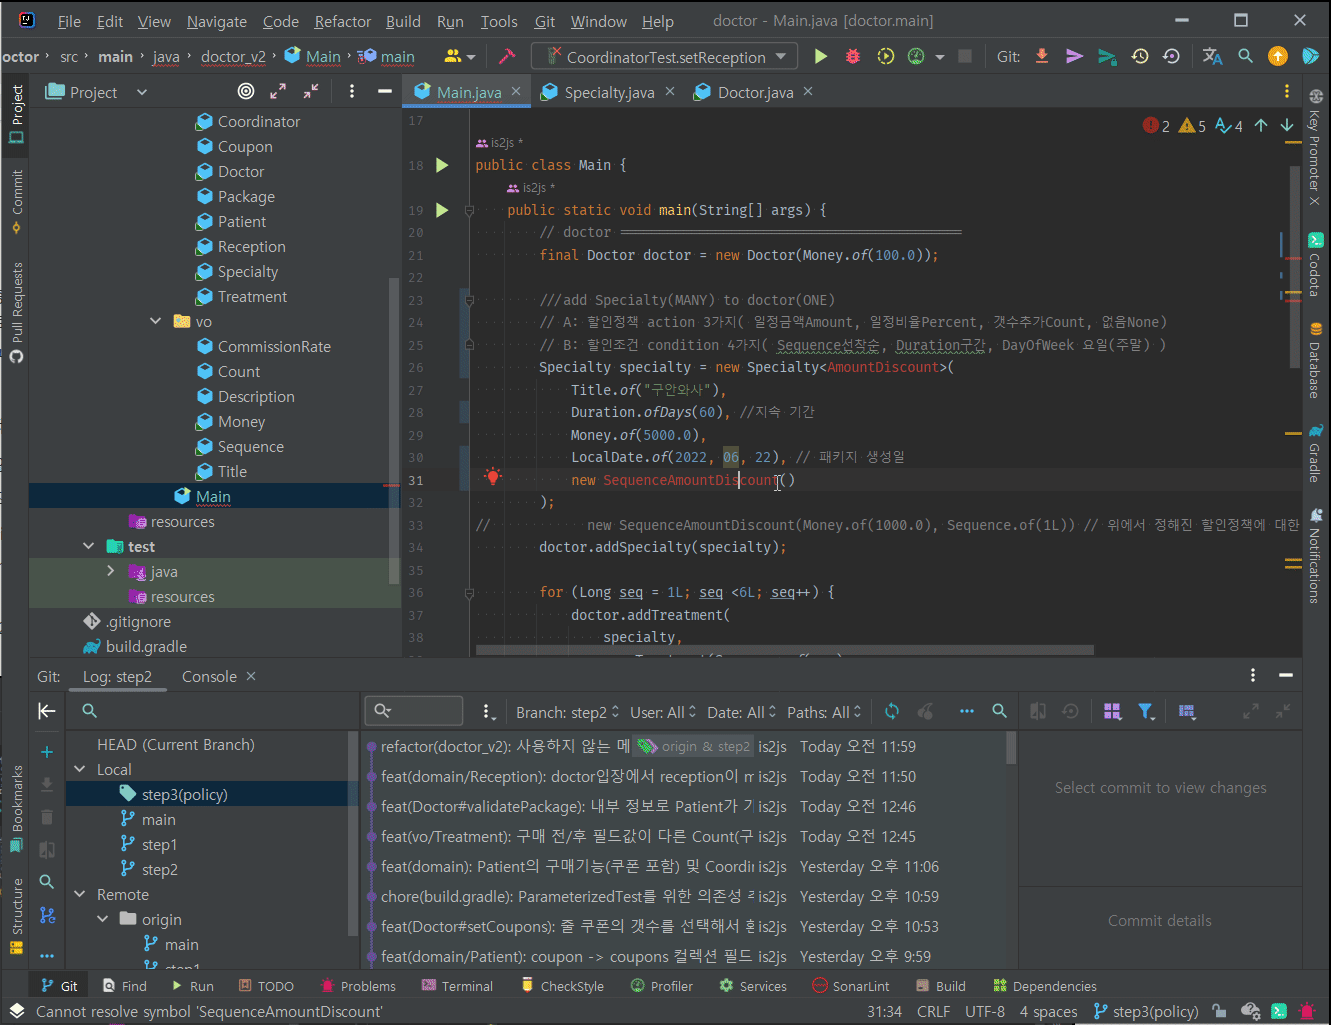 File Edit View Navigate Code Refactor Build Run Tools Git Window Help doctor - Main.java [doctor.main]
octor › src › main › java › doctor_v2 › Main › main CoordinatorTest.setReception Git:
Project
Main.java × Specialty.java × Doctor.java ×
Project
Commit
Pull Requests
Bookmarks
Structure
Coordinator
Coupon
Doctor
Package
Patient
Reception
Specialty
Treatment
vo
CommissionRate
Count
Description
Money
Sequence
Title
Main
resources
test
java
resources
.gitignore
build.gradle
2 5 4
17
is2js *
18 public class Main {
is2js *
19 public static void main(String[] args) {
20 // doctor ===========================================
21 final Doctor doctor = new Doctor(Money.of(100.0));
22
23 ///add Specialty(MANY) to doctor(ONE)
24 // A: 할인정책 action 3가지( 일정금액Amount, 일정비율Percent, 갯수추가Count, 없음None)
25 // B: 할인조건 condition 4가지( Sequence선착순, Duration구간, DayOfWeek 요일(주말) )
26 Specialty specialty = new Specialty<AmountDiscount>(
27 Title.of("구안와사"),
28 Duration.ofDays(60), //지속 기간
29 Money.of(5000.0),
30 LocalDate.of(2022, 06, 22), // 패키지 생성일
31 new SequenceAmountDiscount()
32 );
33 // new SequenceAmountDiscount(Money.of(1000.0), Sequence.of(1L)) // 위에서 정해진 할인정책에 대한
34 doctor.addSpecialty(specialty);
35
36 for (Long seq = 1L; seq <6L; seq++) {
37 doctor.addTreatment(
38 specialty,
Key Promoter X
Codota
Database
Gradle
Notifications
Git: Log: step2 Console ×
Branch: step2 User: All Date: All Paths: All
HEAD (Current Branch)
Local
step3(policy)
main
step1
step2
Remote
origin
main
step1
refactor(doctor_v2): 사용하지 않는 메 origin & step2 is2js Today 오전 11:59
feat(domain/Reception): doctor입장에서 reception이 m is2js Today 오전 11:50
feat(Doctor#validatePackage): 내부 정보로 Patient가 기 is2js Today 오전 12:46
feat(vo/Treatment): 구매 전/후 필드값이 다른 Count(구 is2js Today 오전 12:45
feat(domain): Patient의 구매기능(쿠폰 포함) 및 Coordin is2js Yesterday 오후 11:06
chore(build.gradle): ParameterizedTest를 위한 의존성 is2js Yesterday 오후 10:59
feat(Doctor#setCoupons): 줄 쿠폰의 갯수를 선택해서 is2js Yesterday 오후 10:53
feat(domain/Patient): coupon -> coupons 컬렉션 필드 is2js Yesterday 오후 9:59
Select commit to view changes
Commit details
Git Find Run TODO Problems Terminal CheckStyle Profiler Services SonarLint Build Dependencies
Cannot resolve symbol 'SequenceAmountDiscount' 31:34 CRLF UTF-8 4 spaces step3(policy)